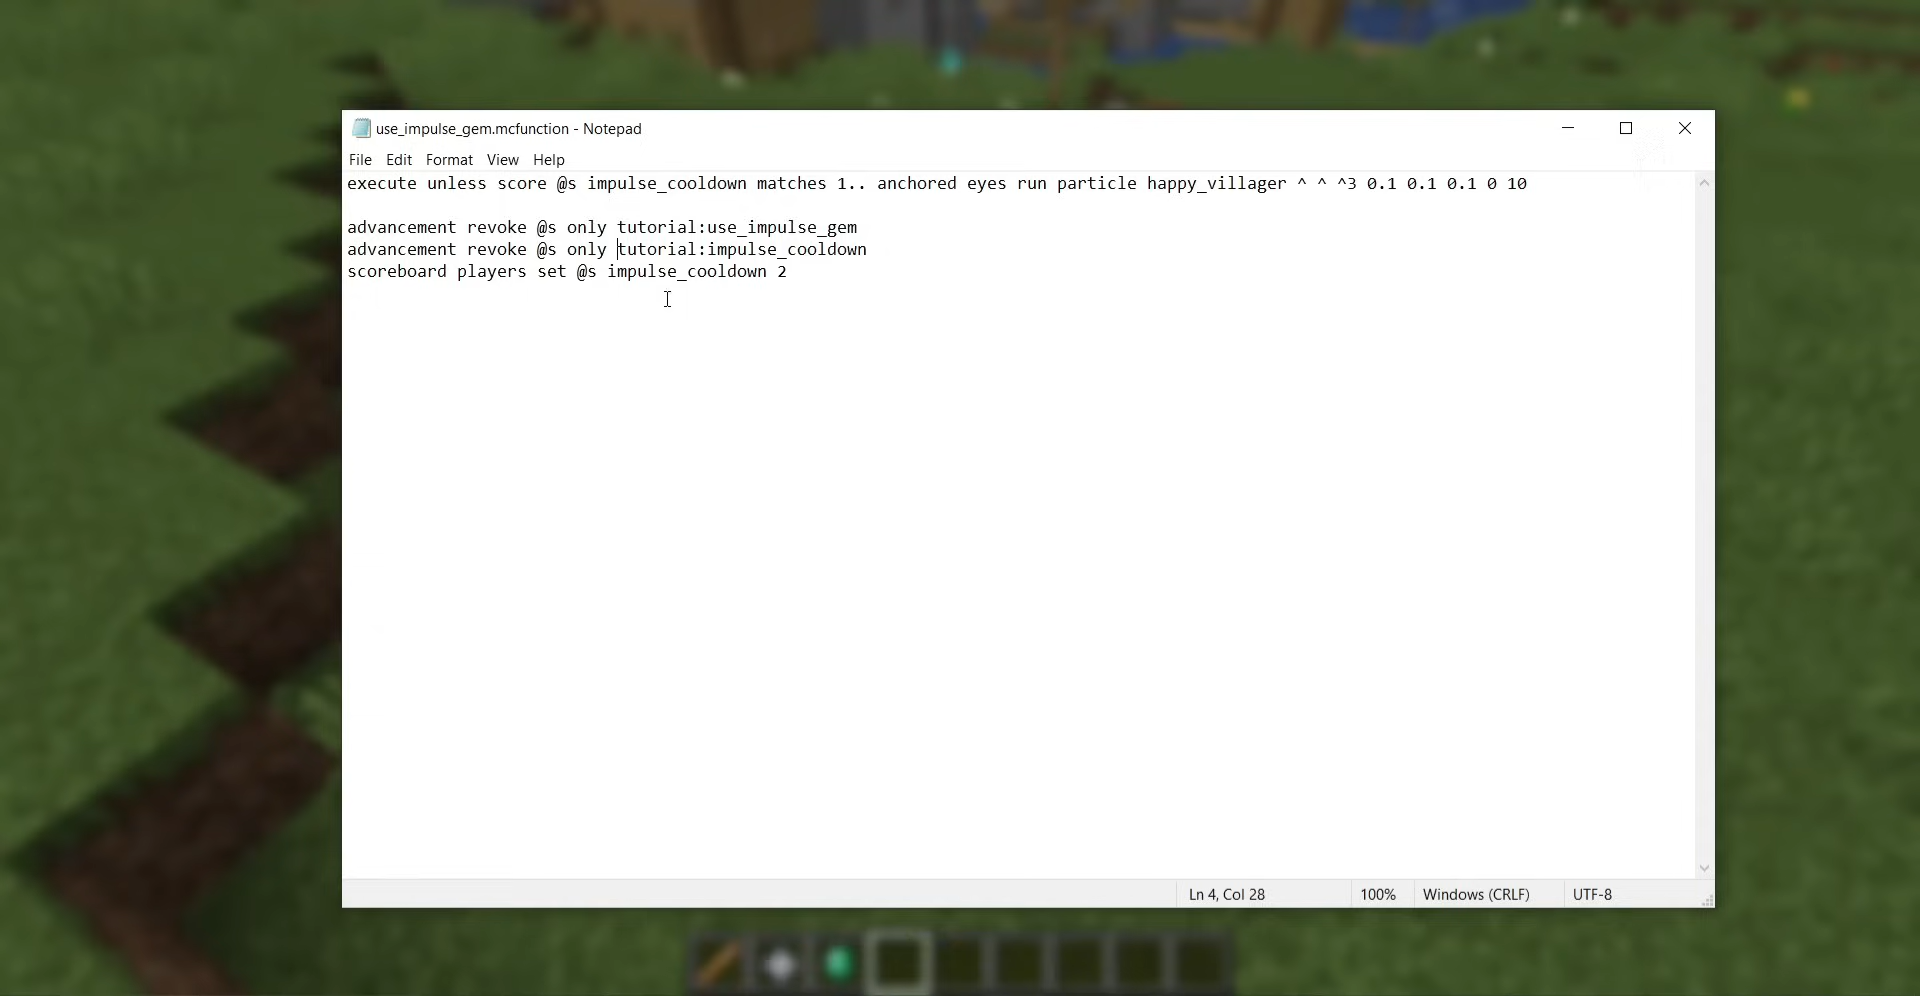 use_impulse_gem.mcfunction - Notepad
File Edit Format View Help
execute unless score @s impulse_cooldown matches 1.. anchored eyes run particle happy_villager ^ ^ ^3 0.1 0.1 0.1 0 10
advancement revoke @s only tutorial:use_impulse_gem
advancement revoke @s only tutorial:impulse_cooldown
scoreboard players set @s impulse_cooldown 2
Ln 4, Col 28 100% Windows (CRLF) UTF-8